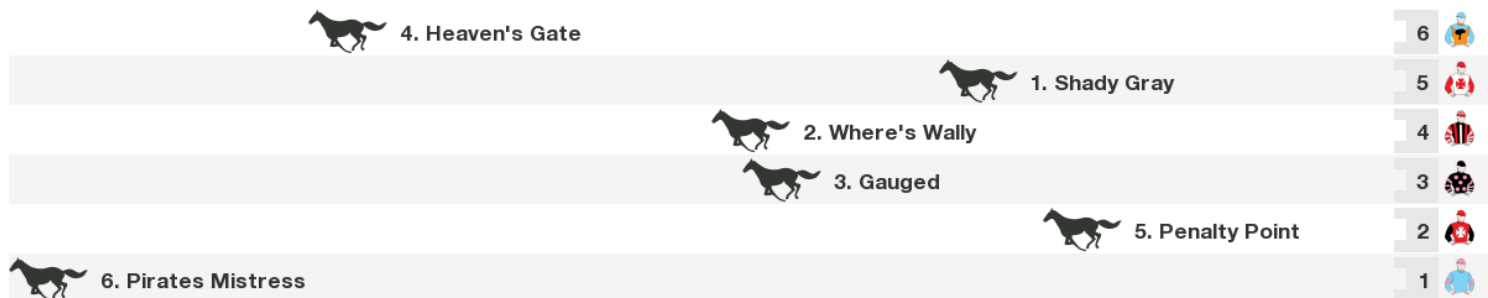 4. Heaven's Gate 6
1. Shady Gray 5
2. Where's Wally 4
3. Gauged 3
5. Penalty Point 2
6. Pirates Mistress 1